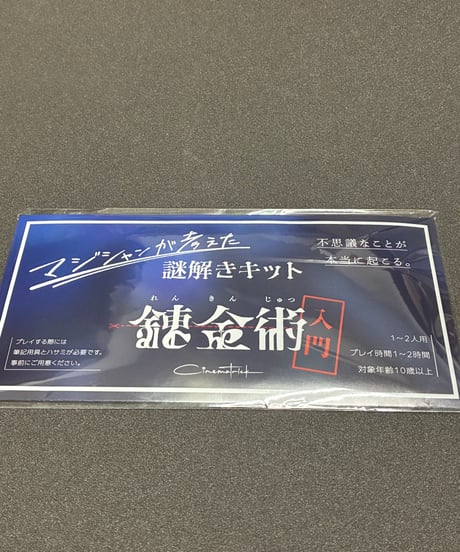 マジシャンが考えた
謎解きキット
不思議なことが
本当に起こる。
れんきんじゅつ
錬金術
入門
プレイする際には
筆記用具とハサミが必要です。
事前にご用意ください。
Cinematrick
1〜2人用
プレイ時間1〜2時間
対象年齢10歳以上